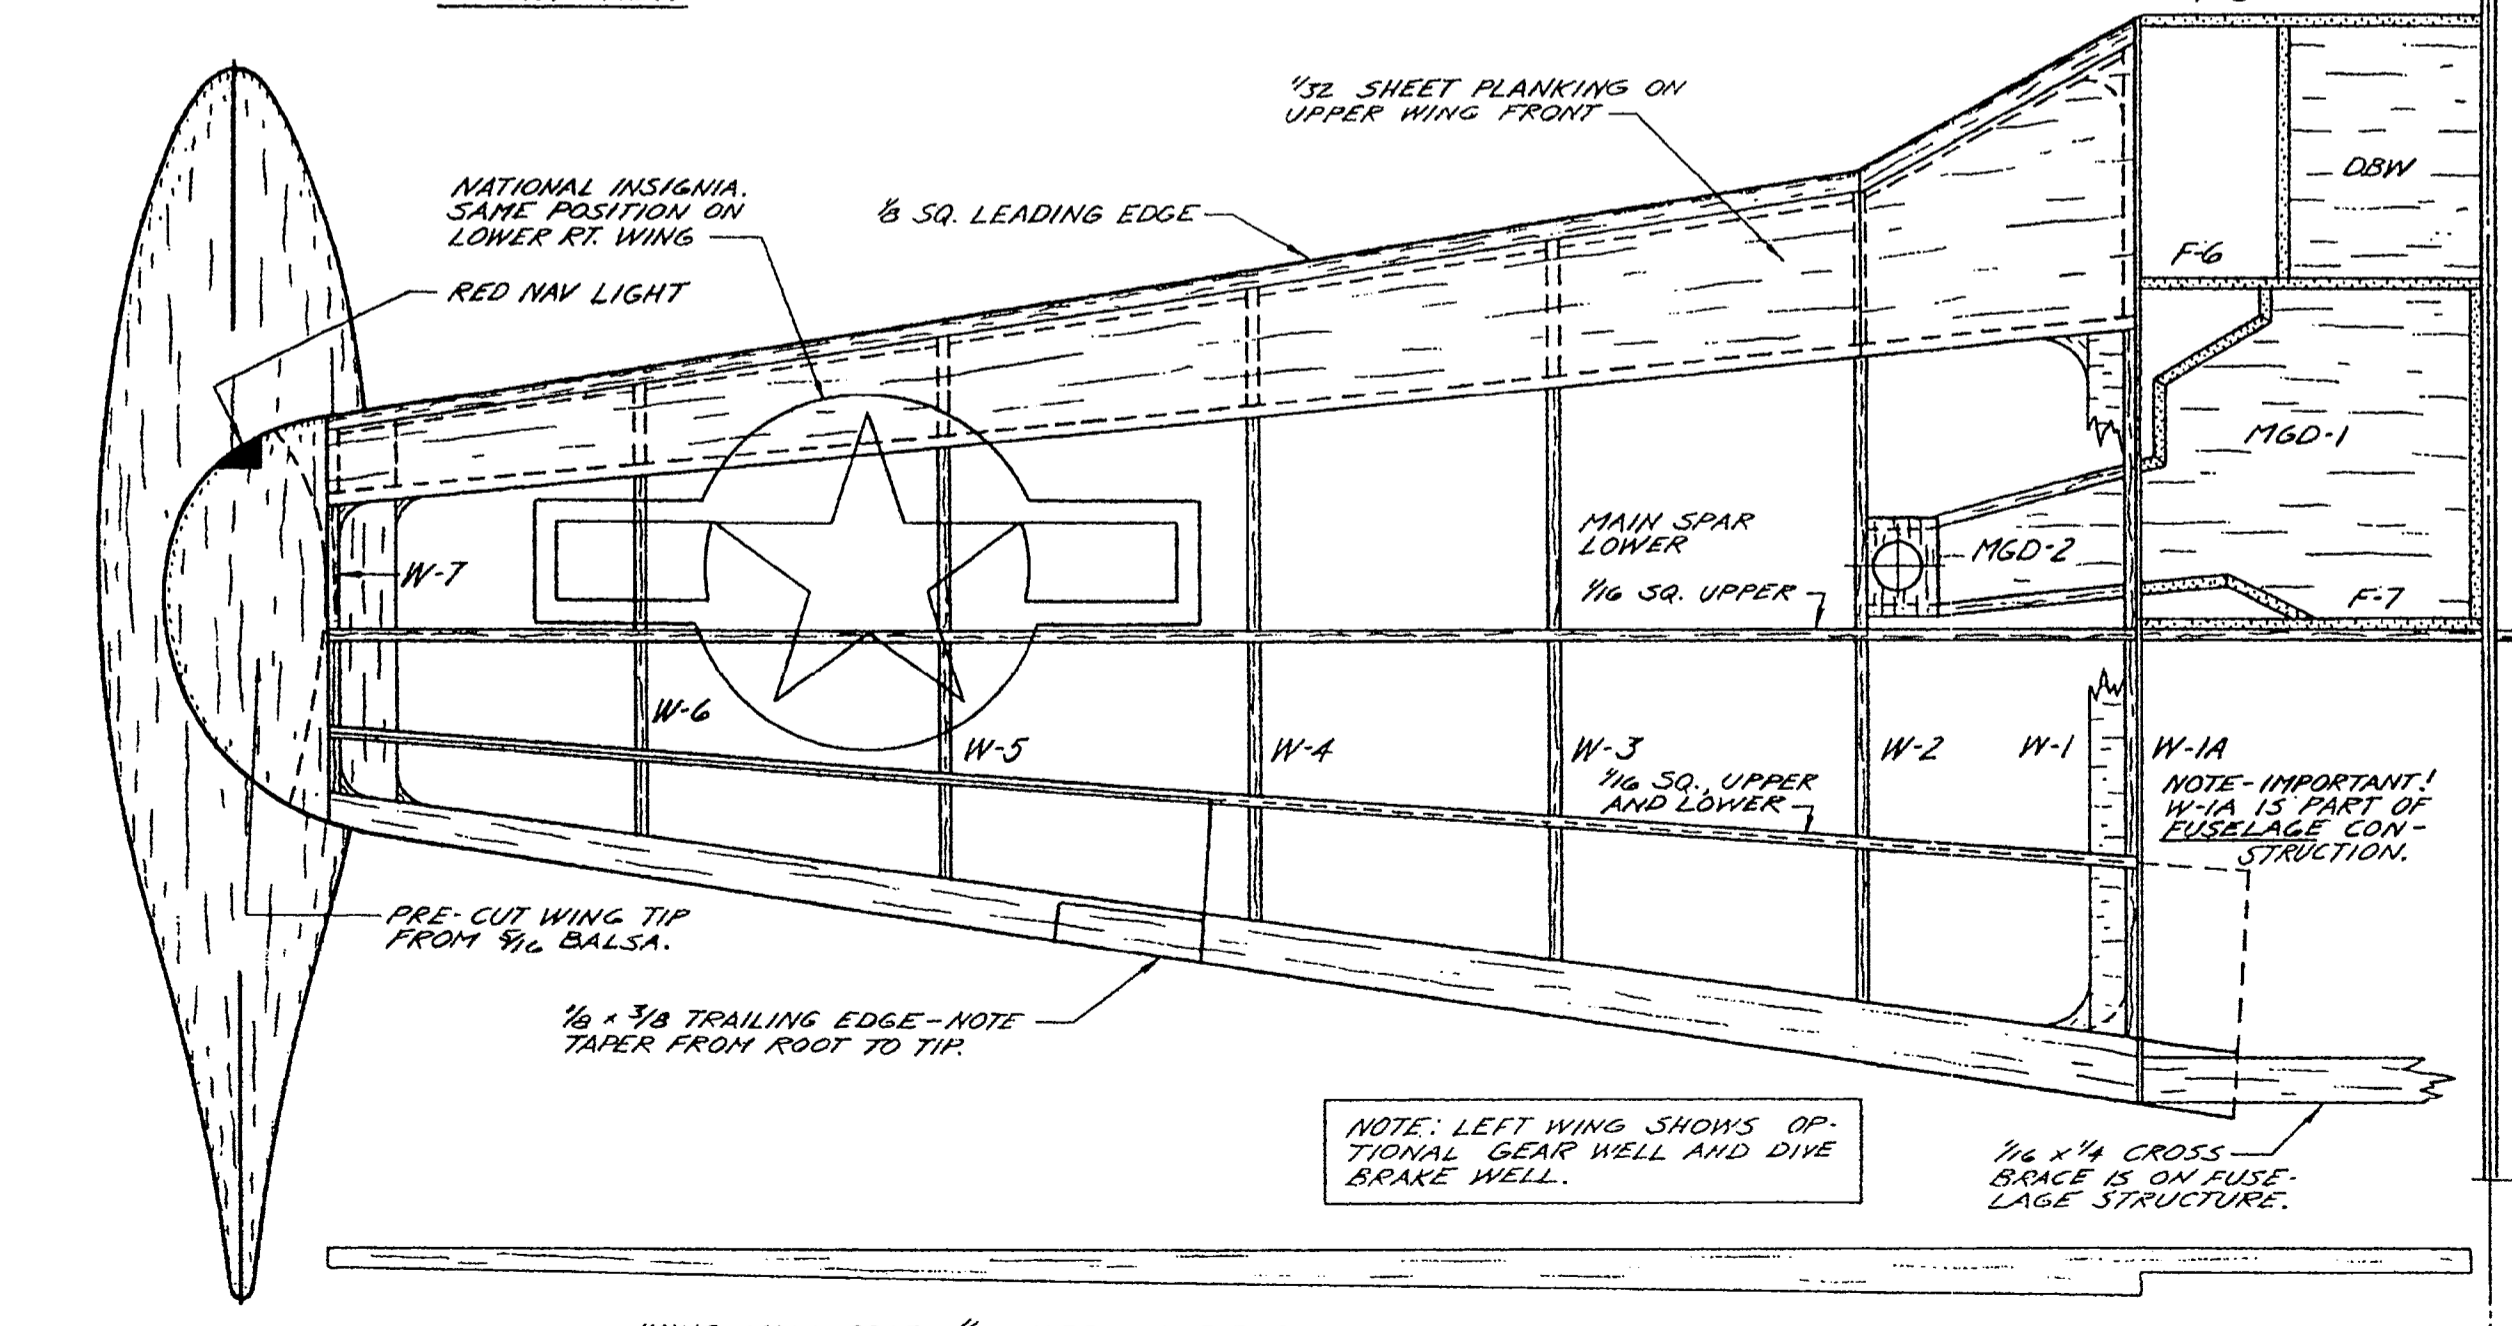 1/32 SHEET PLANKING ON
UPPER WING FRONT
NATIONAL INSIGNIA.
SAME POSITION ON
LOWER RT. WING
1/8 SQ. LEADING EDGE
RED NAV LIGHT
DBW
F-6
MGD-1
MAIN SPAR
LOWER
1/16 SQ. UPPER
MGD-2
F-7
W-7
W-6
W-5
W-4
W-3
W-2
W-1
W-1A
1/16 SQ., UPPER
AND LOWER
NOTE-IMPORTANT!
W-1A IS PART OF
FUSELAGE CON-
STRUCTION.
PRE-CUT WING TIP
FROM 5/16 BALSA.
1/8 x 3/8 TRAILING EDGE-NOTE
TAPER FROM ROOT TO TIP.
NOTE: LEFT WING SHOWS OP-
TIONAL GEAR WELL AND DIVE
BRAKE WELL.
1/16 x 1/4 CROSS
BRACE IS ON FUSE-
LAGE STRUCTURE.